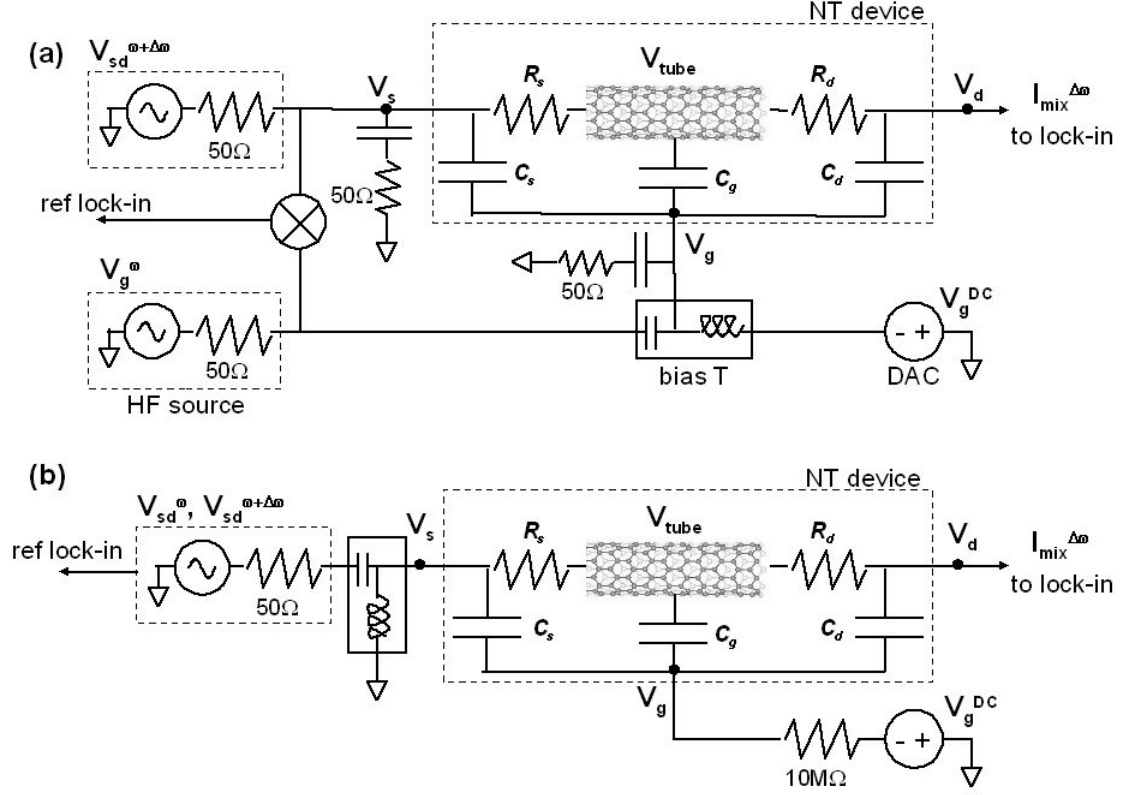 NT device
(a)
V_sd^ω+Δω
V_s
R_s
V_tube
R_d
V_d
I_mix^Δω
to lock-in
50Ω
C_s
C_g
C_d
50Ω
ref lock-in
V_g
V_g^ω
50Ω
V_g^DC
- +
50Ω
bias T
DAC
HF source
(b)
NT device
V_sd^ω, V_sd^ω+Δω
V_s
R_s
V_tube
R_d
V_d
I_mix^Δω
to lock-in
ref lock-in
50Ω
C_s
C_g
C_d
V_g
V_g^DC
- +
10MΩ